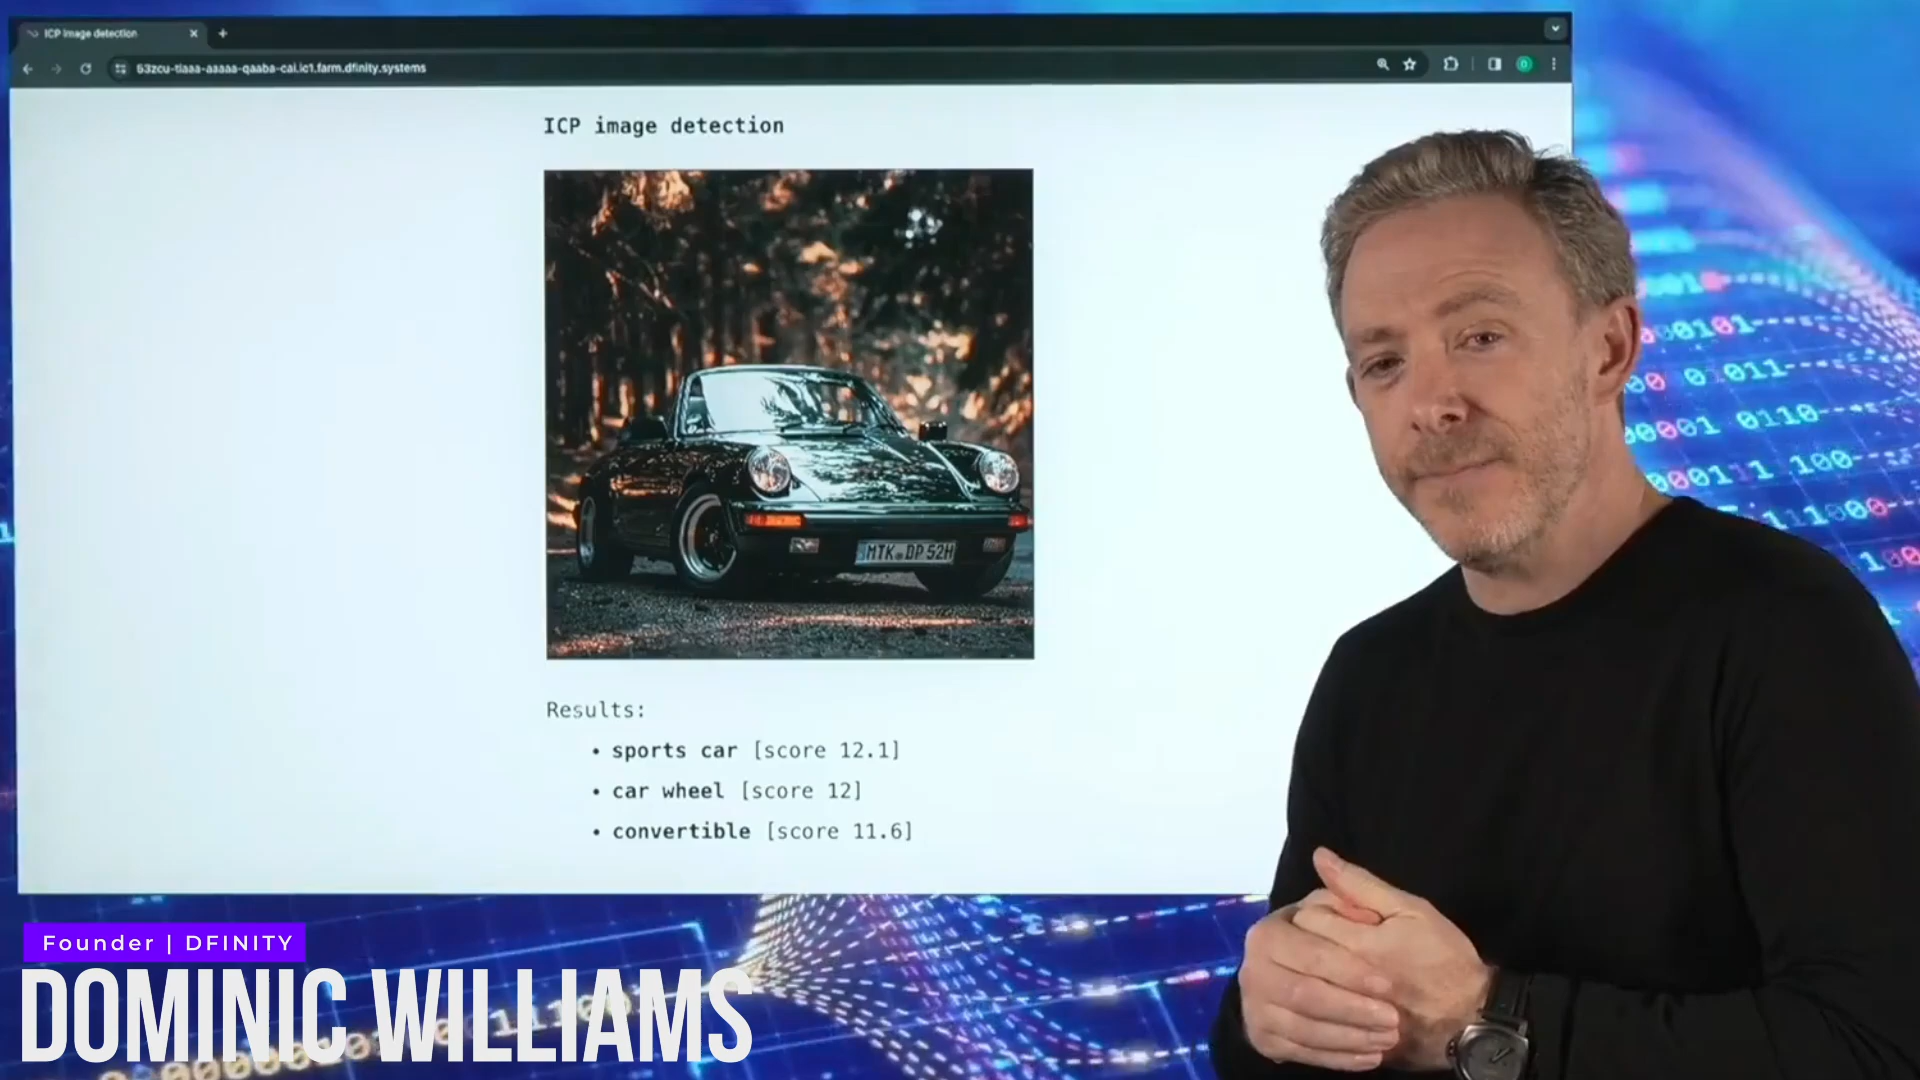 ICP image detection
53zcu-tiaaa-aaaaa-qaaba-cai.ic1.farm.dfinity.systems
ICP image detection
MTK DP 52H
Results:
• sports car [score 12.1]
• car wheel [score 12]
• convertible [score 11.6]
Founder | DFINITY
DOMINIC WILLIAMS